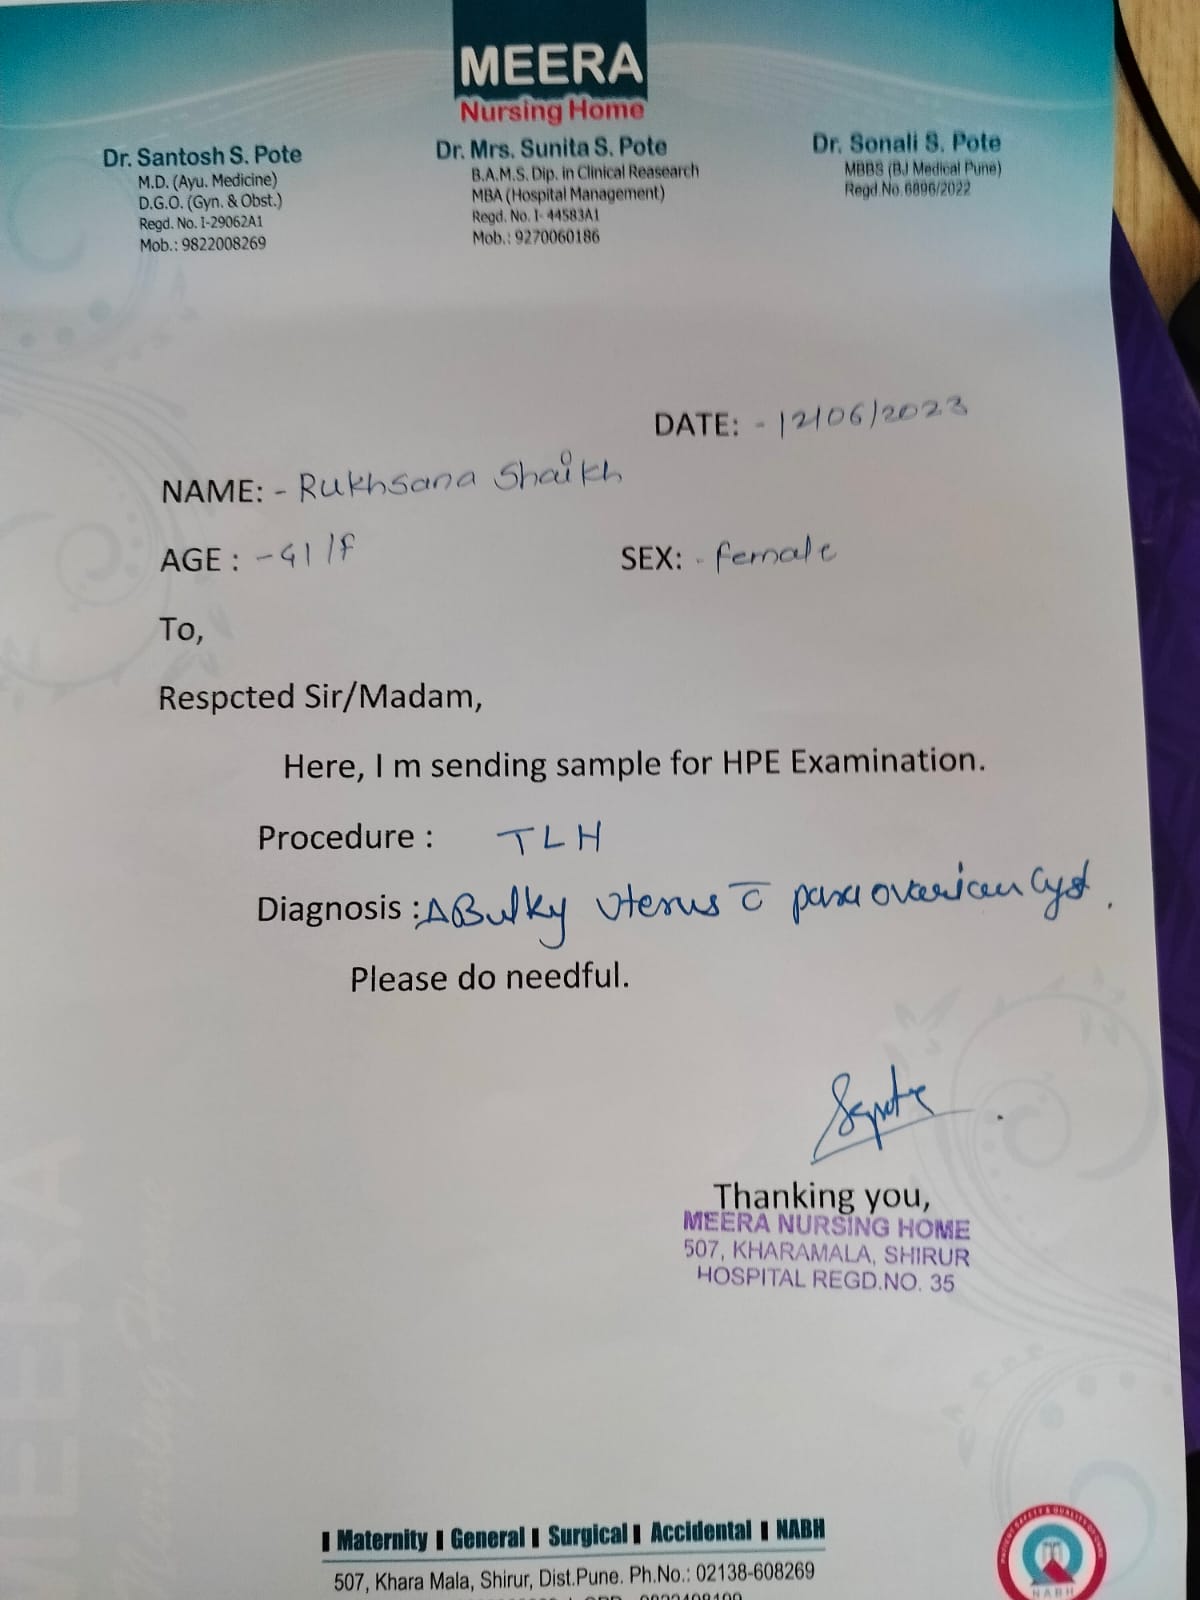 MEERA
Nursing Home
Dr. Santosh S. Pote
M.D. (Ayu. Medicine)
D.G.O. (Gyn. & Obst.)
Regd. No. I-29062A1
Mob.: 9822008269
Dr. Mrs. Sunita S. Pote
B.A.M.S. Dip. in Clinical Reasearch
MBA (Hospital Management)
Regd. No. I- 44583A1
Mob.: 9270060186
Dr. Sonali S. Pote
MBBS (BJ Medical Pune)
Regd.No.6896/2022
DATE: - 12/06/2023
NAME: - Rukhsana Shaikh
AGE : - 41/f SEX: - female
To,
Respcted Sir/Madam,
Here, I m sending sample for HPE Examination.
Procedure : TLH
Diagnosis : Bulky Uterus c̄ para ovarian Cyst.
Please do needful.
Thanking you,
MEERA NURSING HOME
507, KHARAMALA, SHIRUR
HOSPITAL REGD.NO. 35
MEERA
Nursing Home
Maternity General Surgical Accidental NABH
507, Khara Mala, Shirur, Dist.Pune. Ph.No.: 02138-608269
NABH